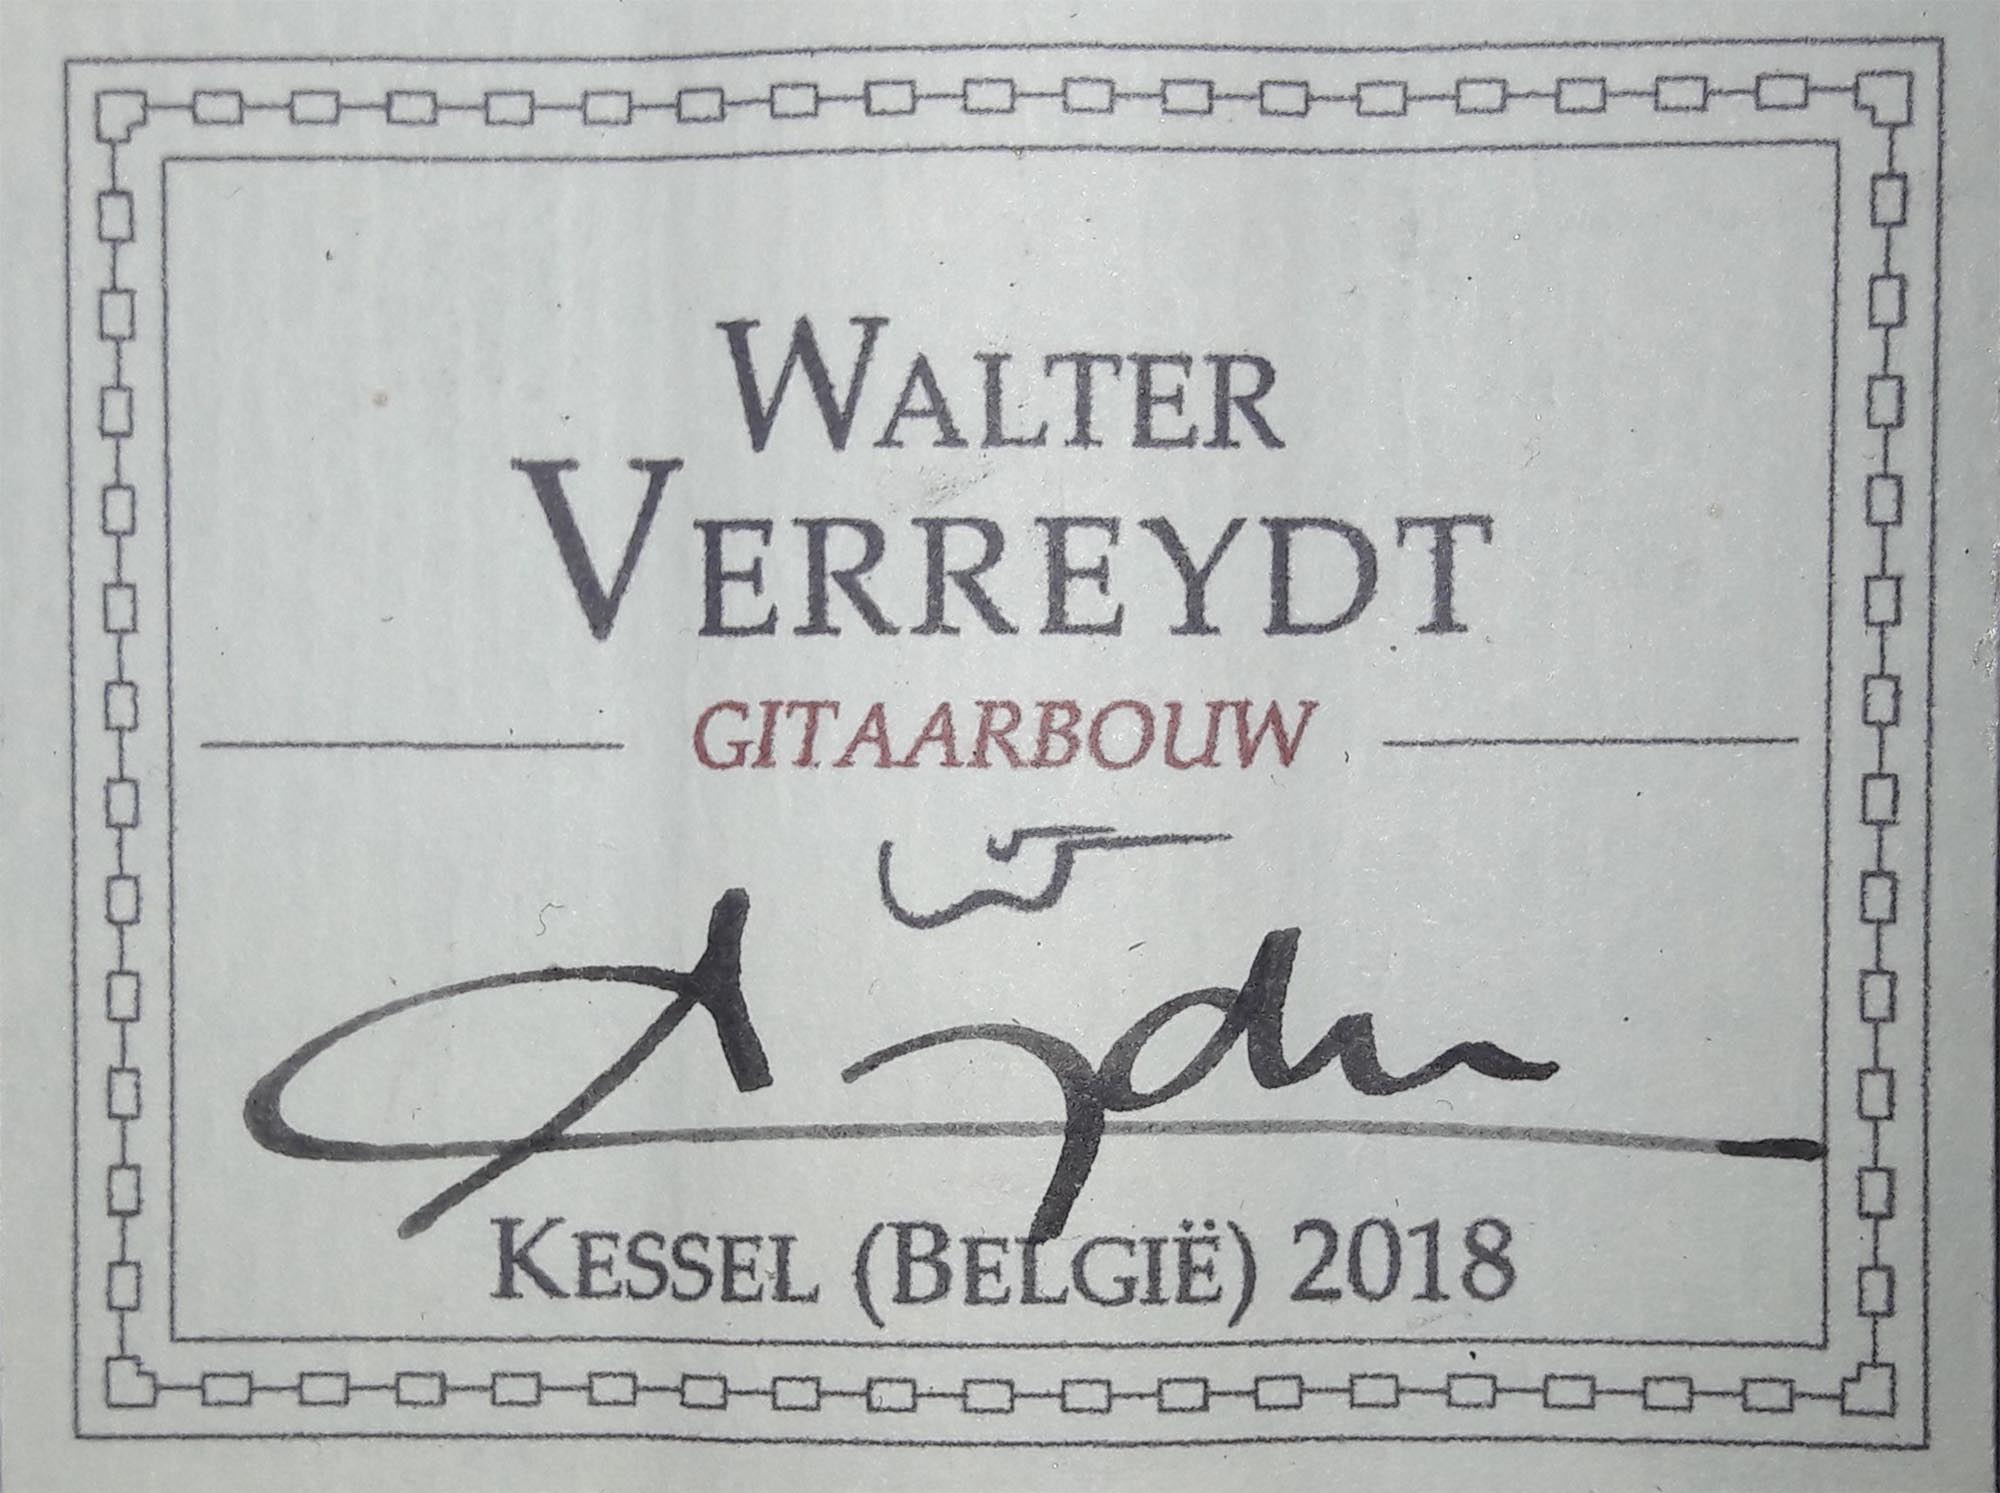 WALTER
VERREYDT
GITAARBOUW
KESSEL (BELGIË) 2018